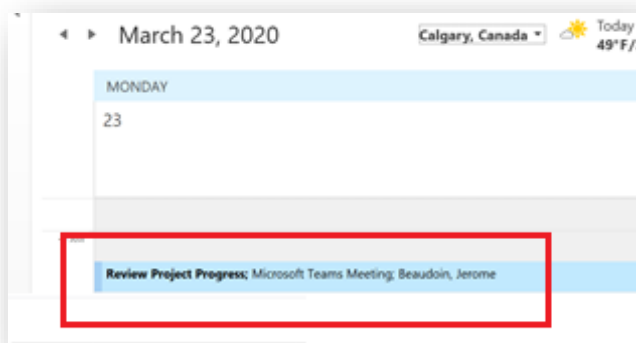 March 23, 2020
Calgary, Canada
Today
49°F/
MONDAY
23
Review Project Progress; Microsoft Teams Meeting; Beaudoin, Jerome